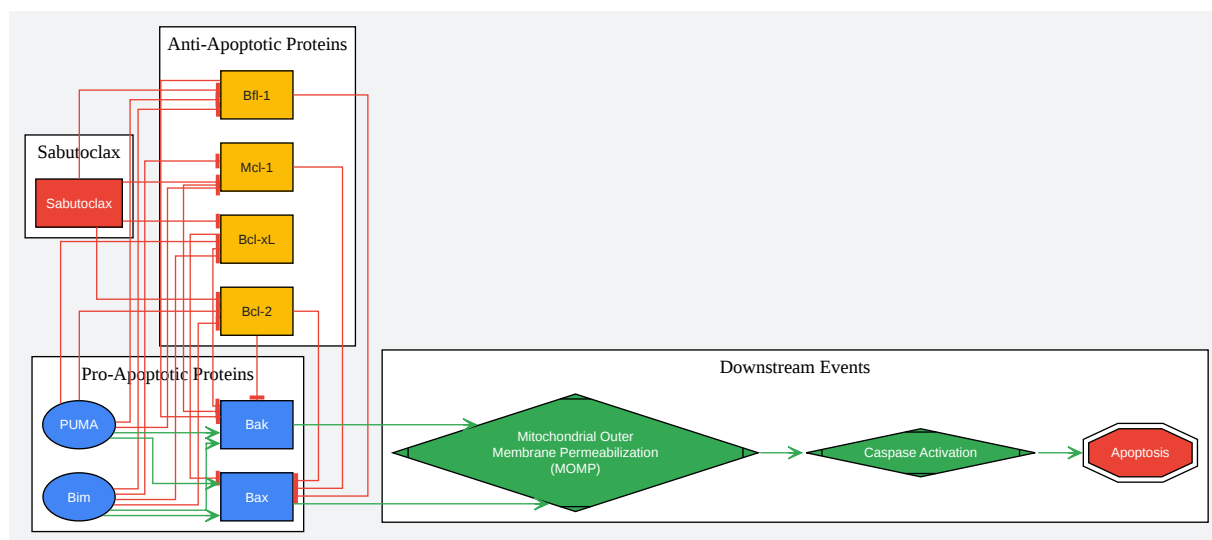 Anti-Apoptotic Proteins
Bfl-1
Mcl-1
Bcl-xL
Bcl-2
Sabutoclax
Sabutoclax
Pro-Apoptotic Proteins
PUMA
Bak
Bim
Bax
Downstream Events
Mitochondrial Outer
Membrane Permeabilization
(MOMP)
Caspase Activation
Apoptosis